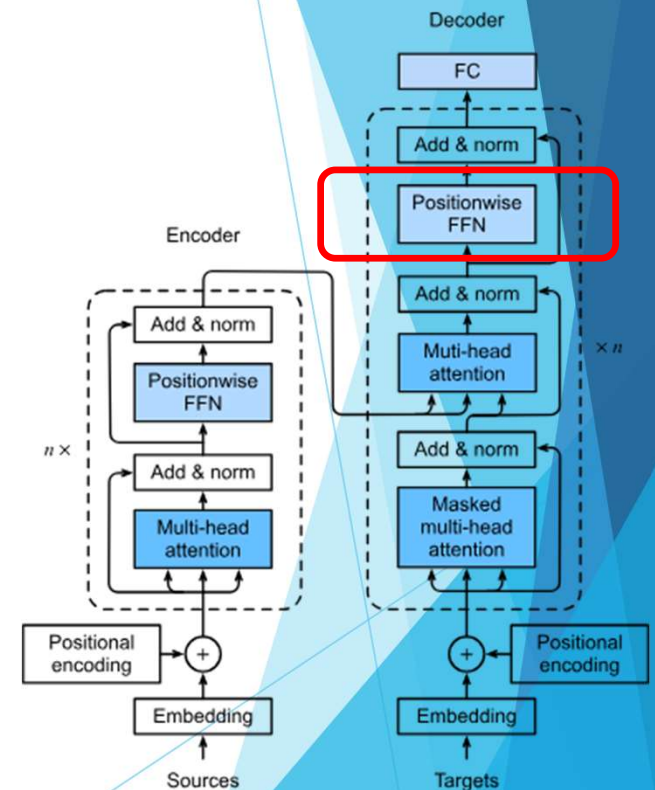 Decoder
FC
Add & norm
Positionwise
FFN
Add & norm
Muti-head
attention
× n
Add & norm
Masked
multi-head
attention
Positional
encoding
+
Embedding
Targets
Encoder
Add & norm
Positionwise
FFN
n ×
Add & norm
Multi-head
attention
Positional
encoding
+
Embedding
Sources